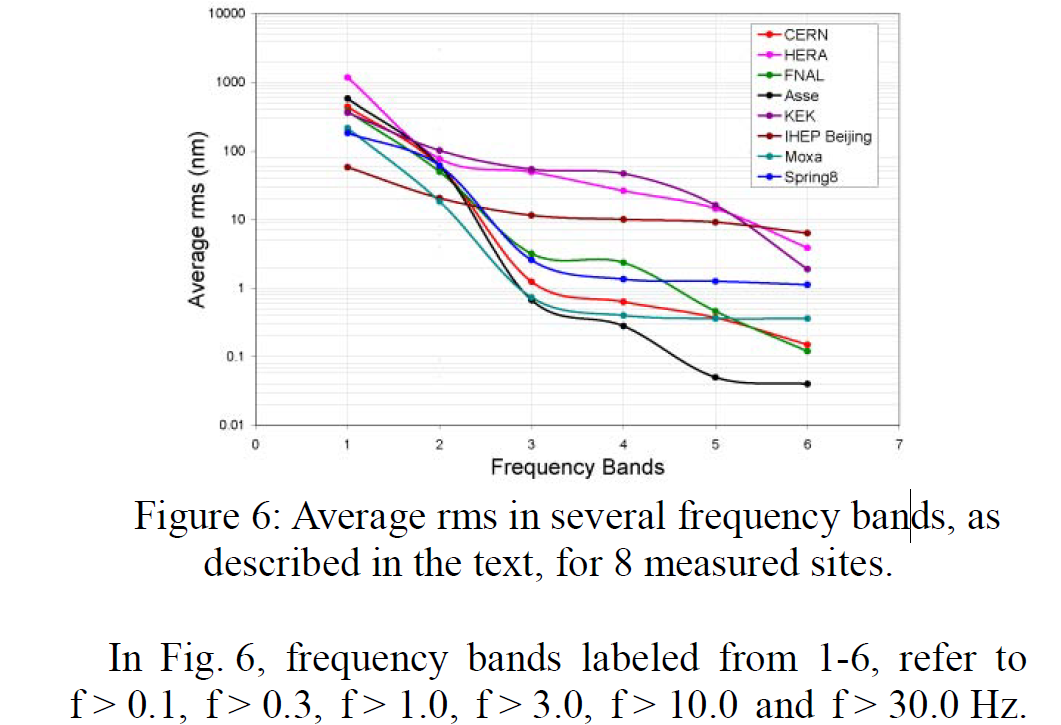 10000
1000
100
10
1
0.1
0.01
Average rms (nm)
0 1 2 3 4 5 6 7
Frequency Bands
CERN
HERA
FNAL
Asse
KEK
IHEP Beijing
Moxa
Spring8
Figure 6: Average rms in several frequency bands, as
described in the text, for 8 measured sites.
In Fig. 6, frequency bands labeled from 1-6, refer to
f > 0.1, f > 0.3, f > 1.0, f > 3.0, f > 10.0 and f > 30.0 Hz.